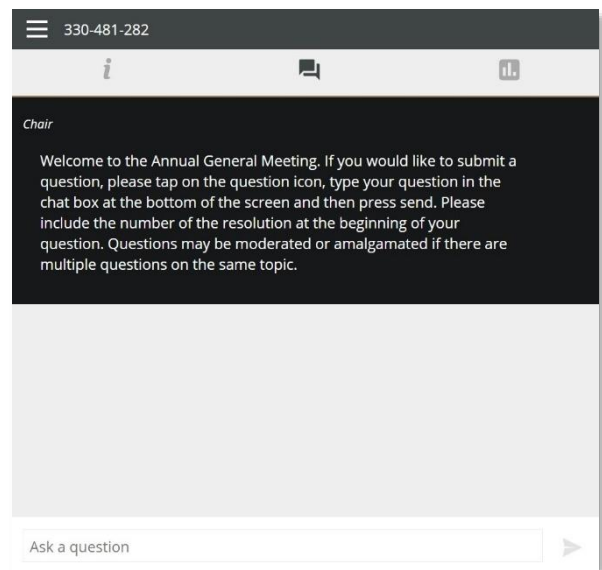 330-481-282
Chair
Welcome to the Annual General Meeting. If you would like to submit a
question, please tap on the question icon, type your question in the
chat box at the bottom of the screen and then press send. Please
include the number of the resolution at the beginning of your
question. Questions may be moderated or amalgamated if there are
multiple questions on the same topic.
Ask a question